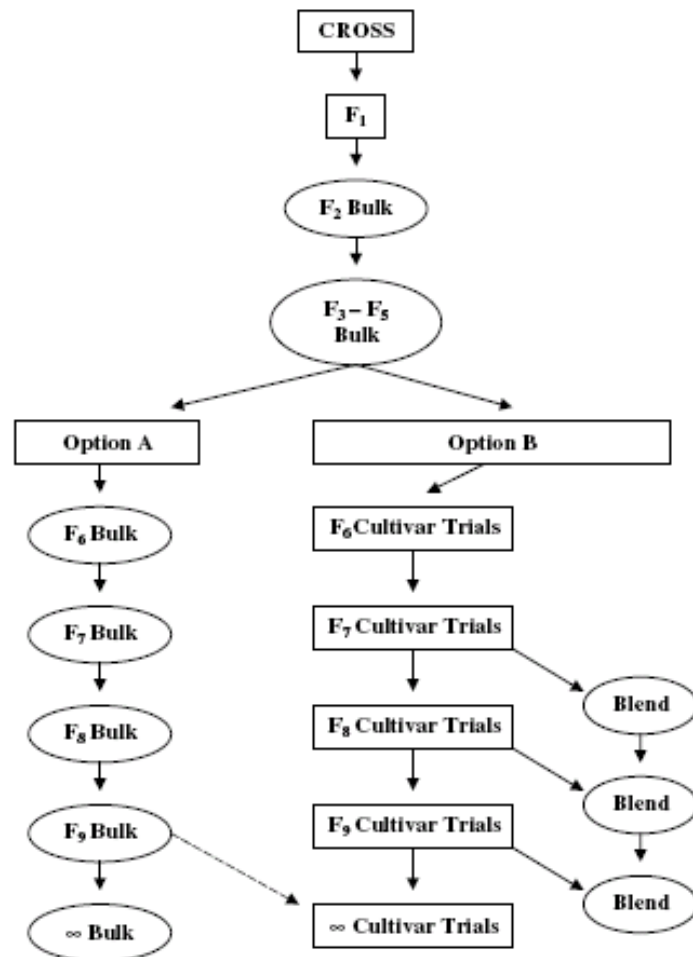 CROSS
F₁
F₂ Bulk
F₃ – F₅
Bulk
Option A
Option B
F₆ Bulk
F₇ Bulk
F₈ Bulk
F₉ Bulk
∞ Bulk
F₆ Cultivar Trials
F₇ Cultivar Trials
F₈ Cultivar Trials
F₉ Cultivar Trials
∞ Cultivar Trials
Blend
Blend
Blend